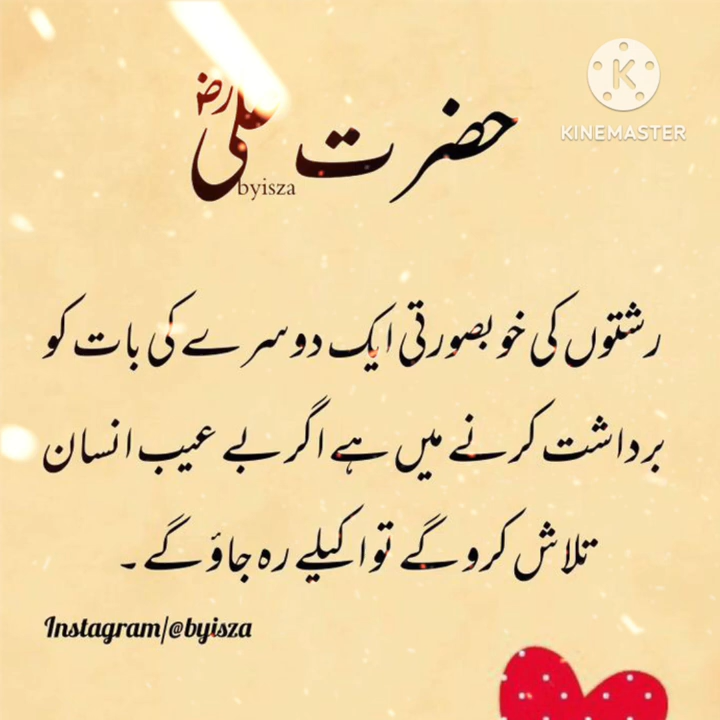 حضرت علی رض
byisza
KINEMASTER
رشتوں کی خوبصورتی ایک دوسرے کی بات کو
برداشت کرنے میں ہے اگر بے عیب انسان
تلاش کرو گے تو اکیلے رہ جاؤ گے۔
Instagram/@byisza